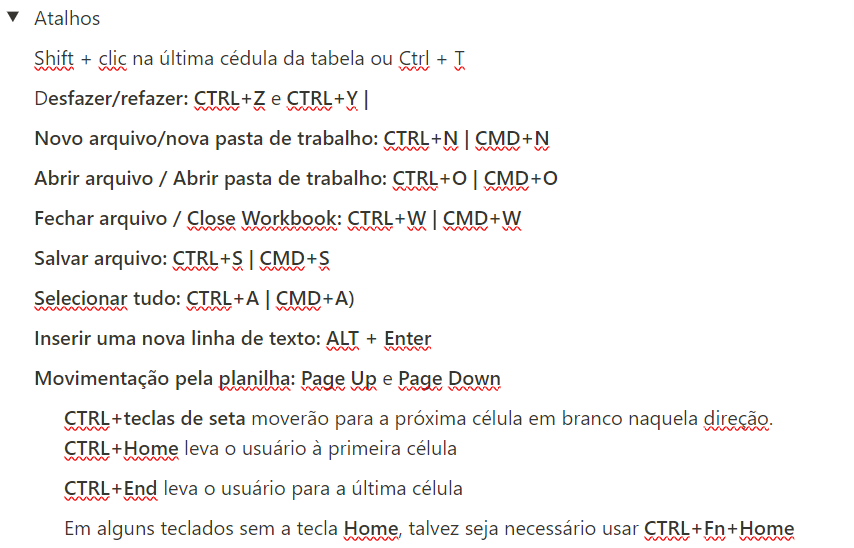 Atalhos
Shift + clic na última cédula da tabela ou Ctrl + T
Desfazer/refazer: CTRL+Z e CTRL+Y |
Novo arquivo/nova pasta de trabalho: CTRL+N | CMD+N
Abrir arquivo / Abrir pasta de trabalho: CTRL+O | CMD+O
Fechar arquivo / Close Workbook: CTRL+W | CMD+W
Salvar arquivo: CTRL+S | CMD+S
Selecionar tudo: CTRL+A | CMD+A)
Inserir uma nova linha de texto: ALT + Enter
Movimentação pela planilha: Page Up e Page Down
CTRL+teclas de seta moverão para a próxima célula em branco naquela direção.
CTRL+Home leva o usuário à primeira célula
CTRL+End leva o usuário para a última célula
Em alguns teclados sem a tecla Home, talvez seja necessário usar CTRL+Fn+Home